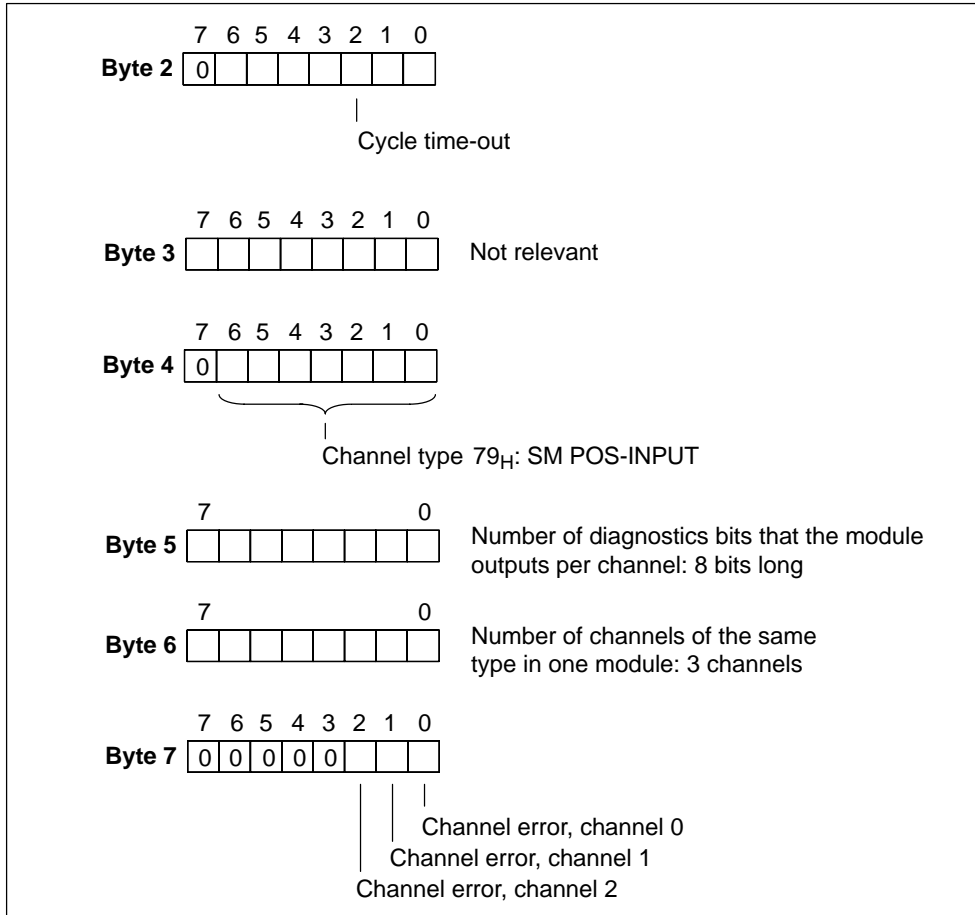 7 6 5 4 3 2 1 0
Byte 2 0
Cycle time-out
7 6 5 4 3 2 1 0
Byte 3 Not relevant
7 6 5 4 3 2 1 0
Byte 4 0
Channel type 79H: SM POS-INPUT
7 0
Byte 5 Number of diagnostics bits that the module
outputs per channel: 8 bits long
7 0
Byte 6 Number of channels of the same
type in one module: 3 channels
7 6 5 4 3 2 1 0
Byte 7 0 0 0 0 0
Channel error, channel 0
Channel error, channel 1
Channel error, channel 2